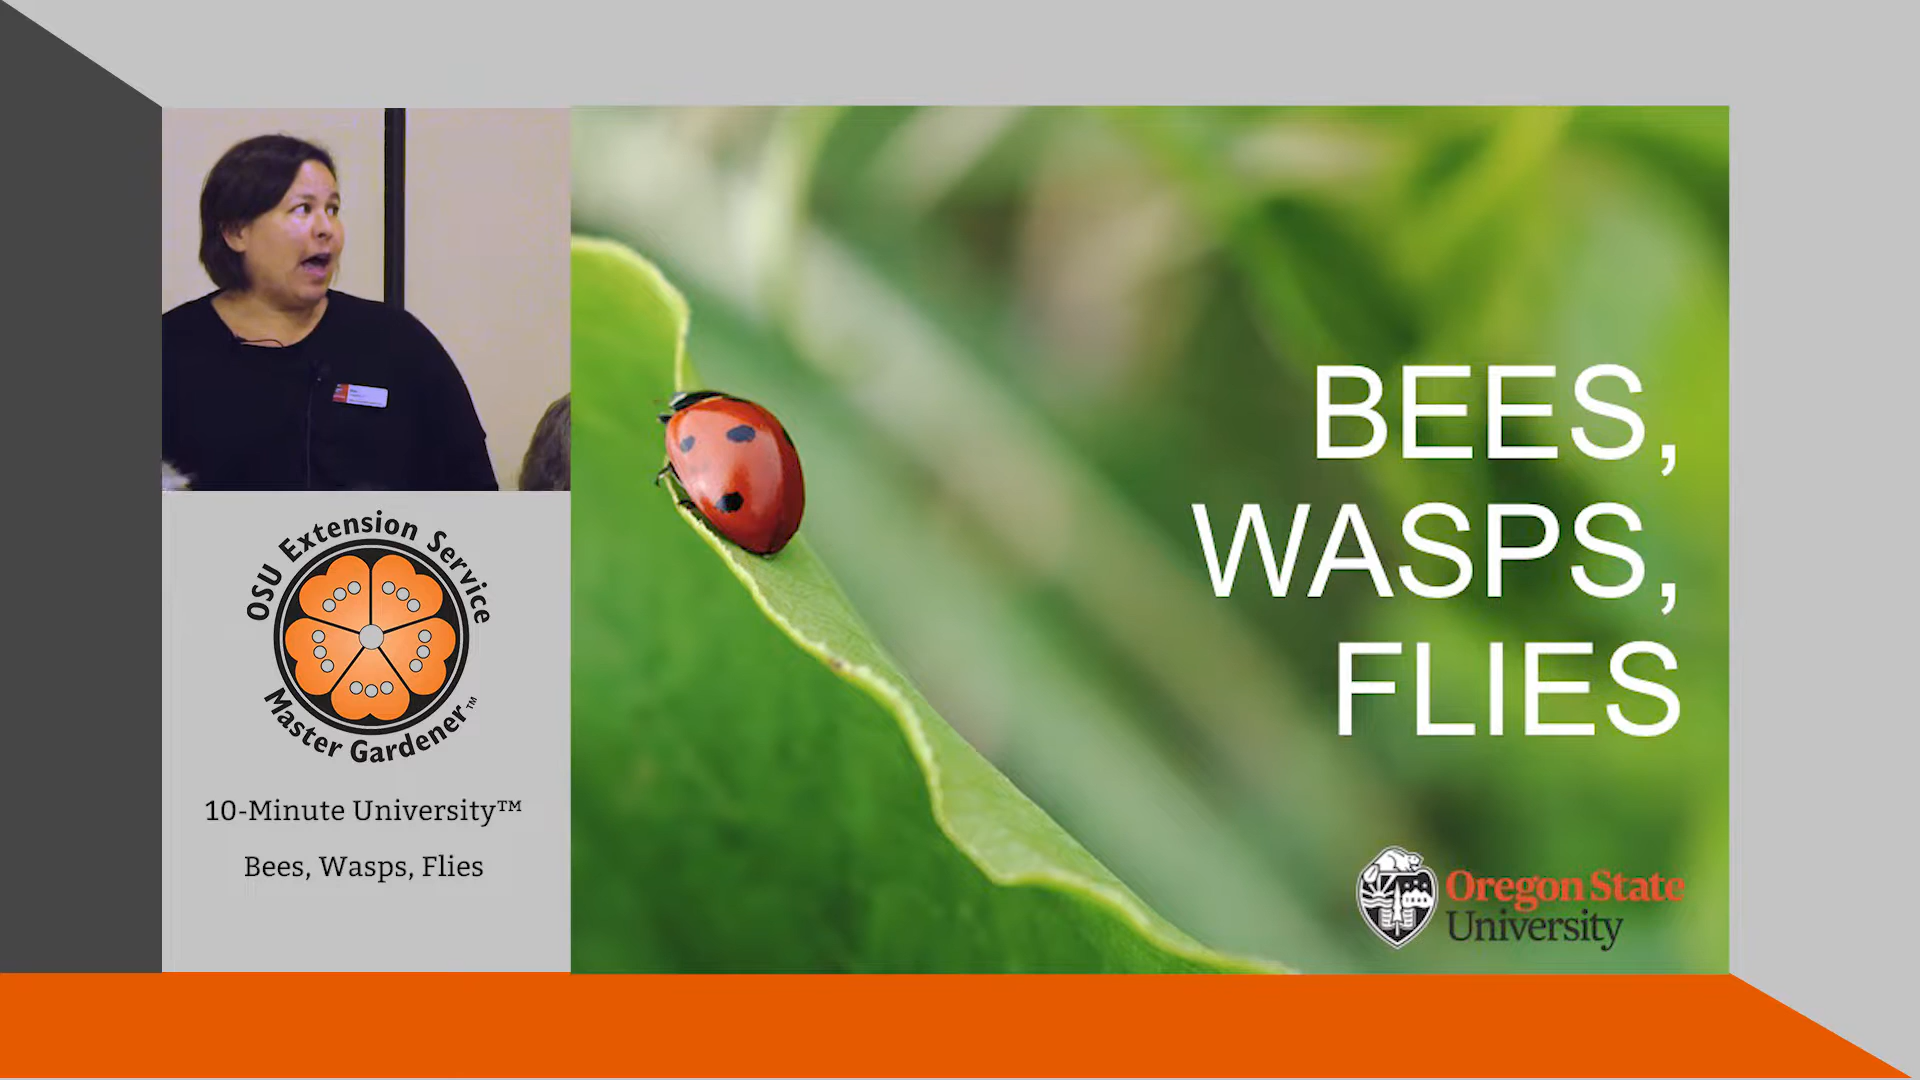 BEES,
WASPS,
FLIES
Oregon State
University
OSU Extension Service
Master Gardener™
10-Minute University™
Bees, Wasps, Flies